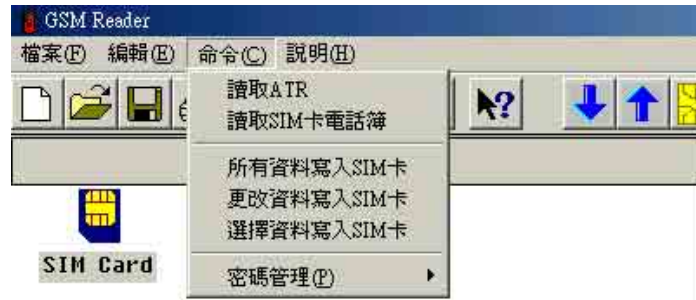 GSM Reader
檔案(F) 編輯(E) 命令(C) 說明(H)
讀取ATR
讀取SIM卡電話簿
所有資料寫入SIM卡
更改資料寫入SIM卡
選擇資料寫入SIM卡
密碼管理(P)
SIM Card